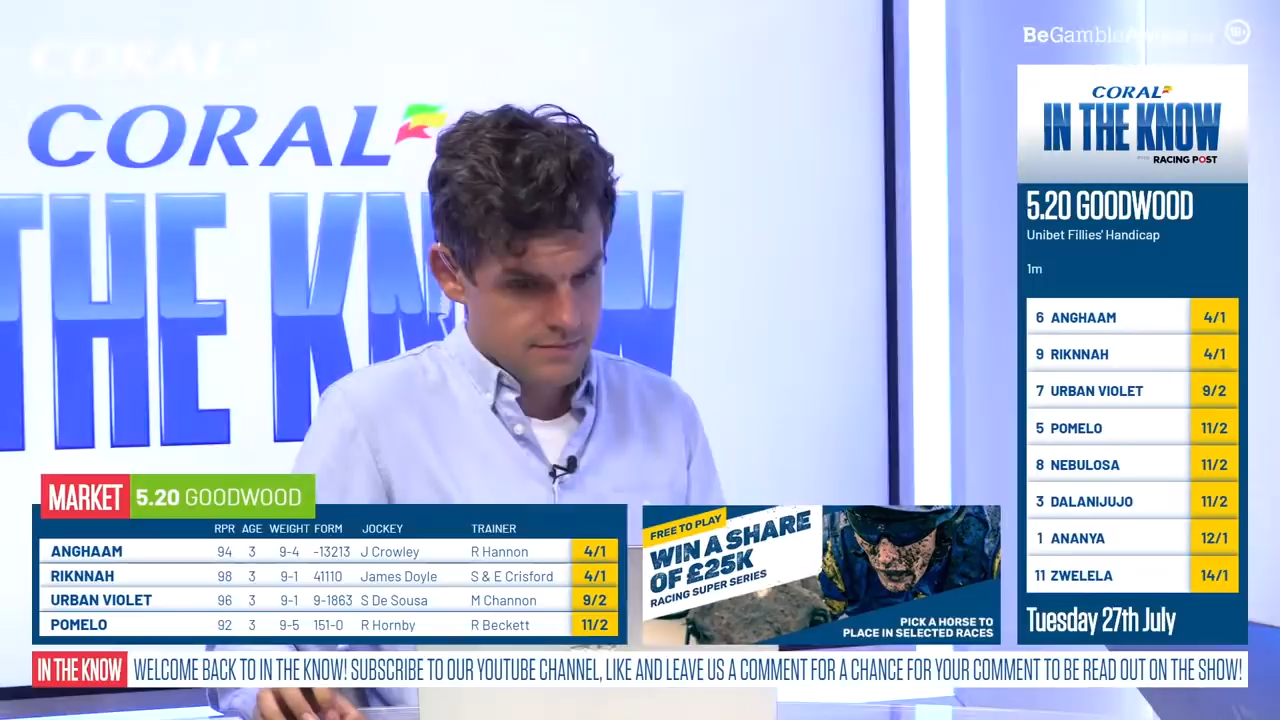 CORAL
CORAL
THE KNOW
BeGamble
18+
CORAL
IN THE KNOW
WITH RACING POST
5.20 GOODWOOD
Unibet Fillies' Handicap
1m
6 ANGHAAM 4/1
9 RIKNNAH 4/1
7 URBAN VIOLET 9/2
5 POMELO 11/2
8 NEBULOSA 11/2
3 DALANIJUJO 11/2
1 ANANYA 12/1
11 ZWELELA 14/1
Tuesday 27th July
MARKET 5.20 GOODWOOD
RPR AGE WEIGHT FORM JOCKEY TRAINER
ANGHAAM 94 3 9-4 -13213 J Crowley R Hannon 4/1
RIKNNAH 98 3 9-1 41110 James Doyle S & E Crisford 4/1
URBAN VIOLET 96 3 9-1 9-1863 S De Sousa M Channon 9/2
POMELO 92 3 9-5 151-0 R Hornby R Beckett 11/2
FREE TO PLAY
WIN A SHARE
OF £25K
RACING SUPER SERIES
PICK A HORSE TO
PLACE IN SELECTED RACES
IN THE KNOW WELCOME BACK TO IN THE KNOW! SUBSCRIBE TO OUR YOUTUBE CHANNEL, LIKE AND LEAVE US A COMMENT FOR A CHANCE FOR YOUR COMMENT TO BE READ OUT ON THE SHOW!